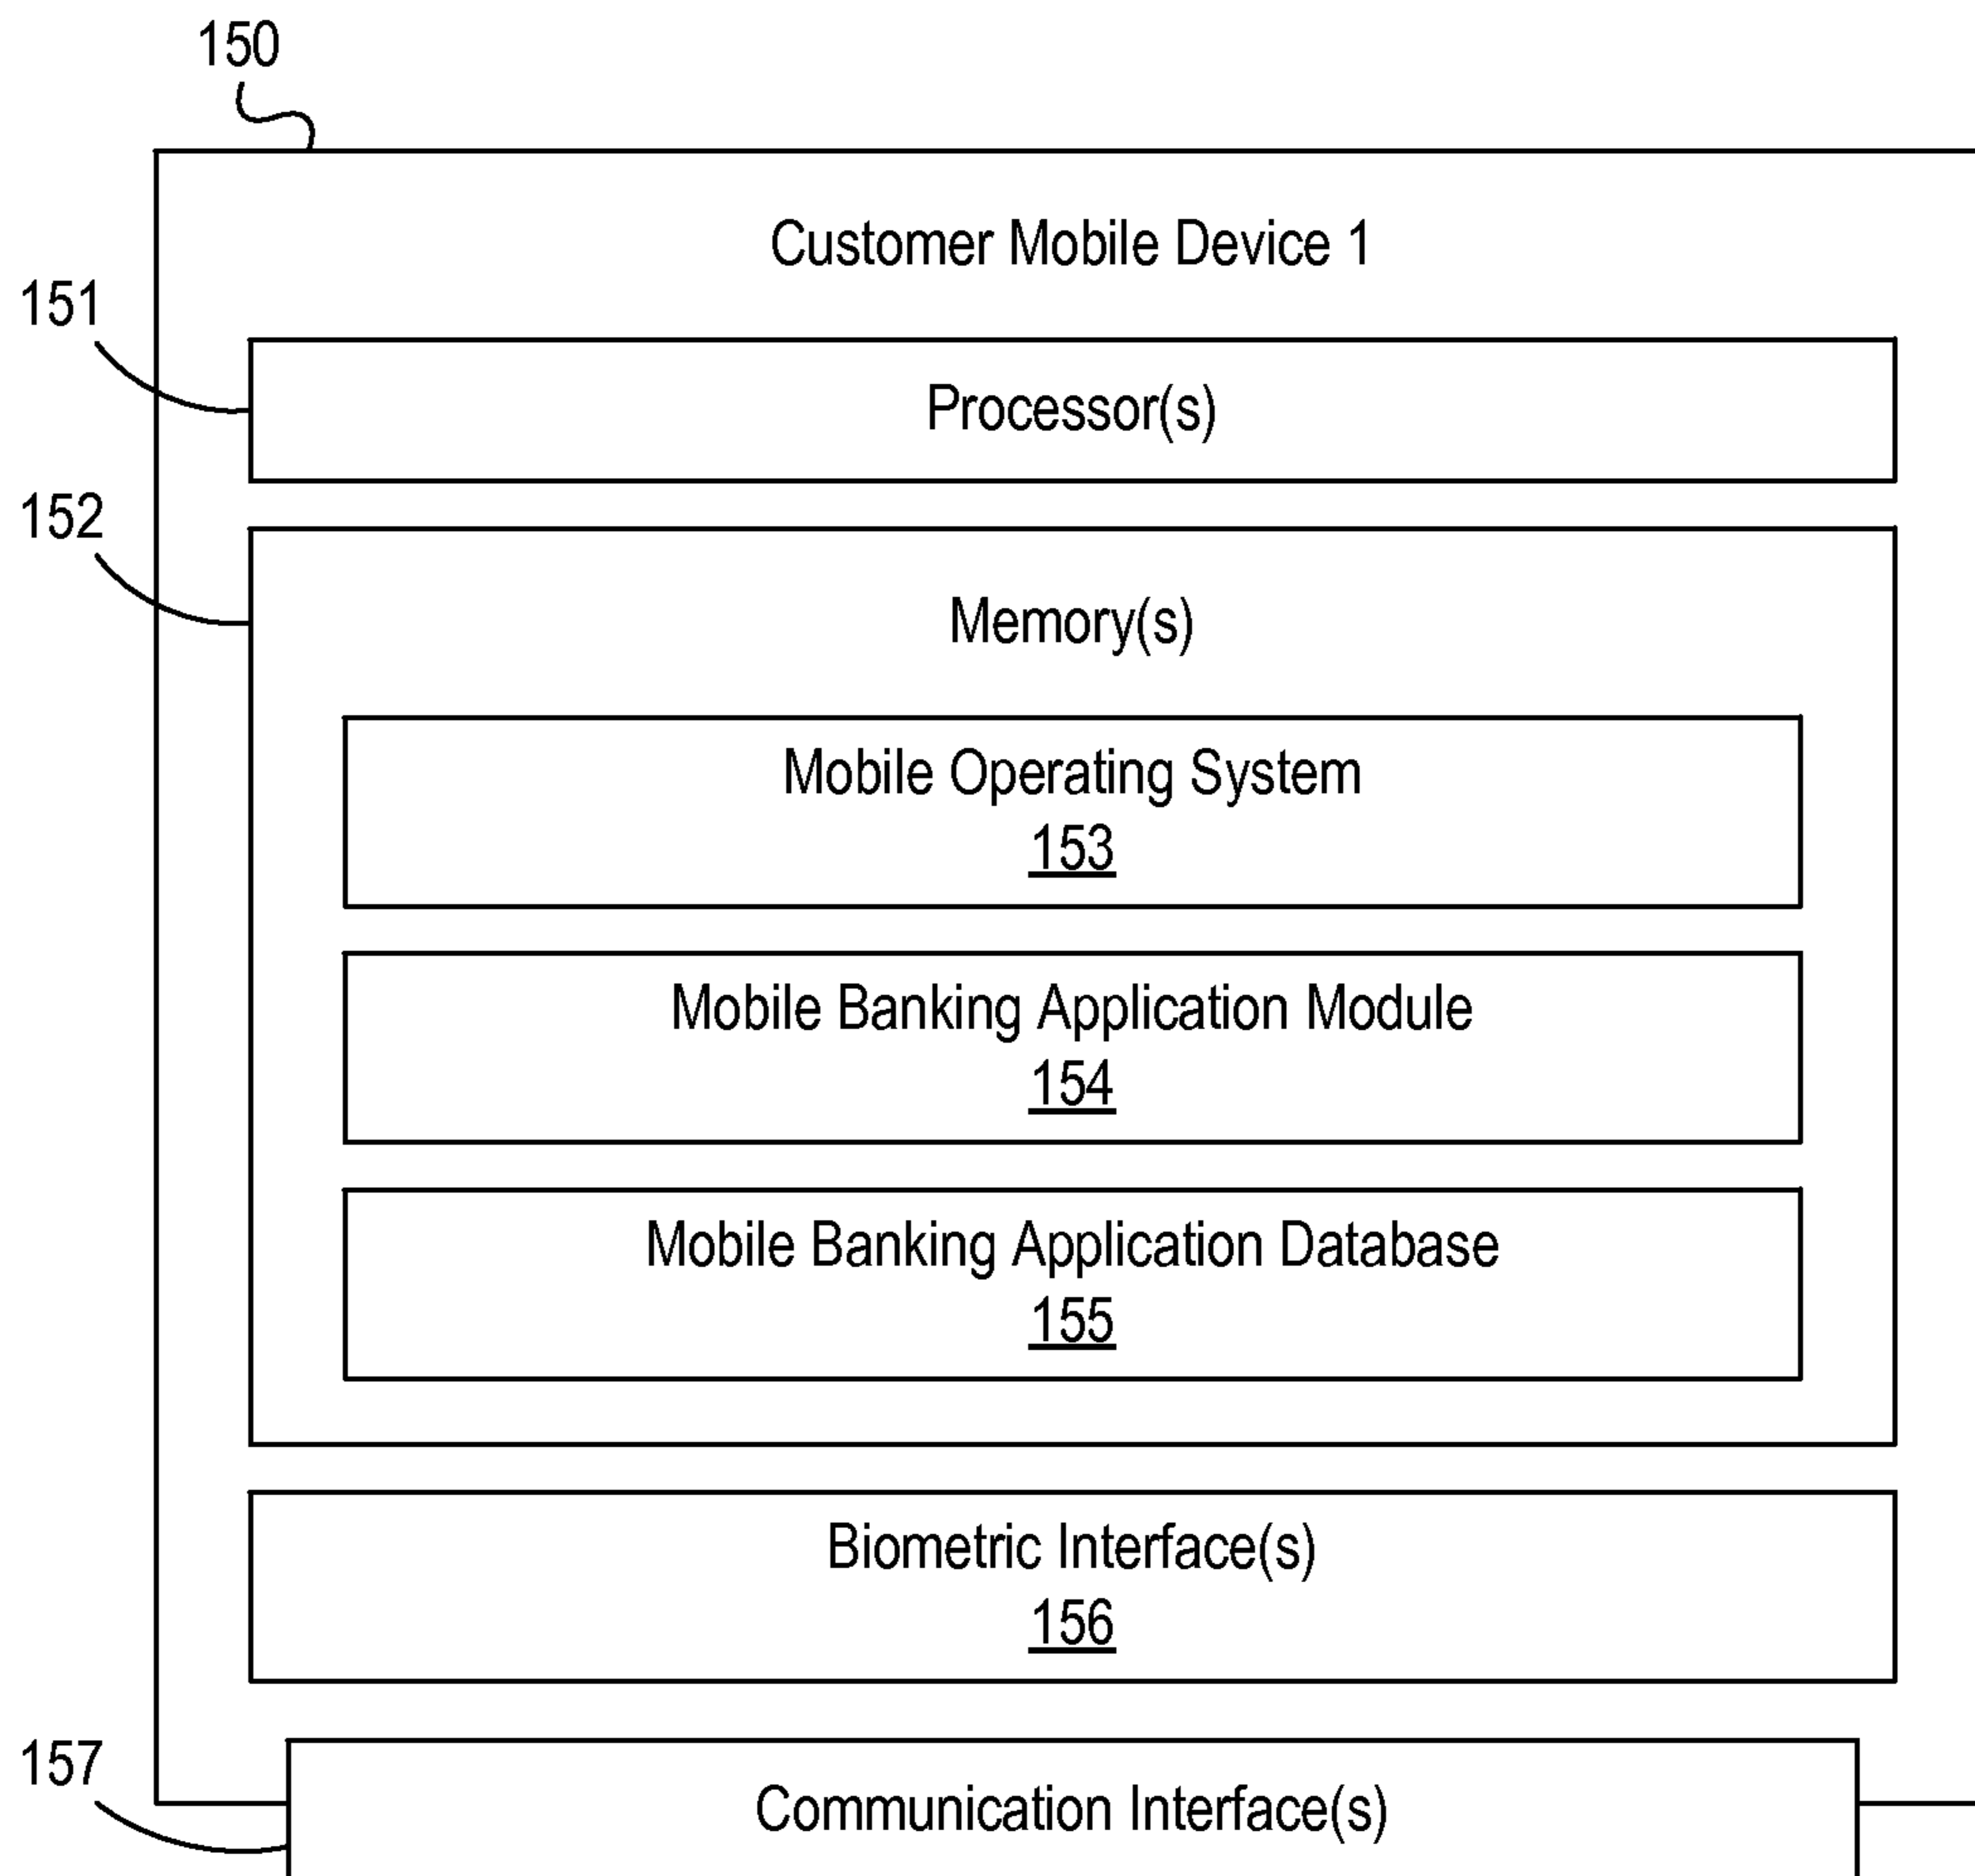 150
Customer Mobile Device 1
151
Processor(s)
152
Memory(s)
Mobile Operating System
153
Mobile Banking Application Module
154
Mobile Banking Application Database
155
Biometric Interface(s)
156
157
Communication Interface(s)